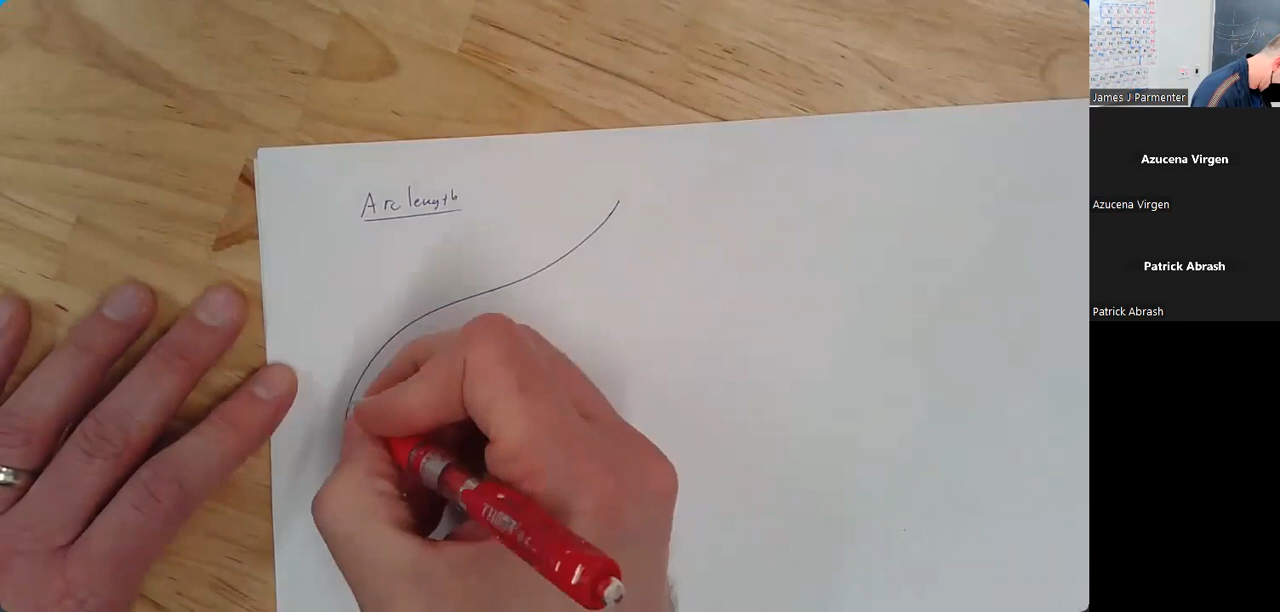 Arc length
James J Parmenter
Azucena Virgen
Azucena Virgen
Patrick Abrash
Patrick Abrash